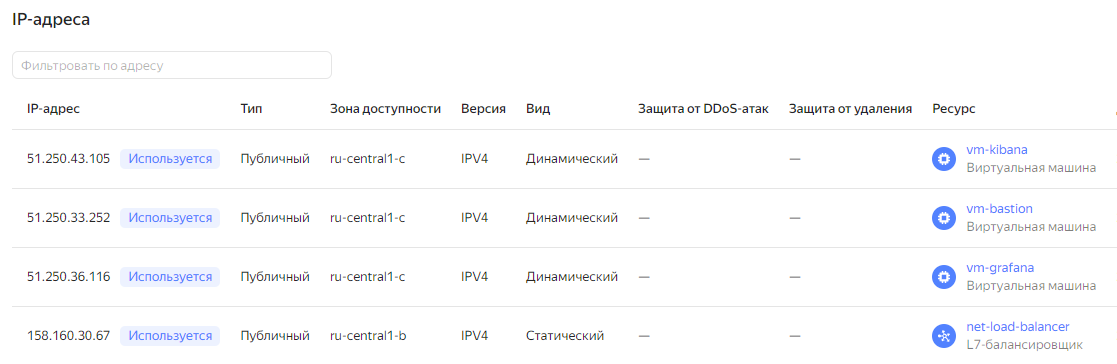 IP-адреса
Фильтровать по адресу
IP-адрес Тип Зона доступности Версия Вид Защита от DDoS-атак Защита от удаления Ресурс
51.250.43.105 Используется Публичный ru-central1-c IPV4 Динамический — — vm-kibana
Виртуальная машина
51.250.33.252 Используется Публичный ru-central1-c IPV4 Динамический — — vm-bastion
Виртуальная машина
51.250.36.116 Используется Публичный ru-central1-c IPV4 Динамический — — vm-grafana
Виртуальная машина
158.160.30.67 Используется Публичный ru-central1-b IPV4 Статический — — net-load-balancer
L7-балансировщик